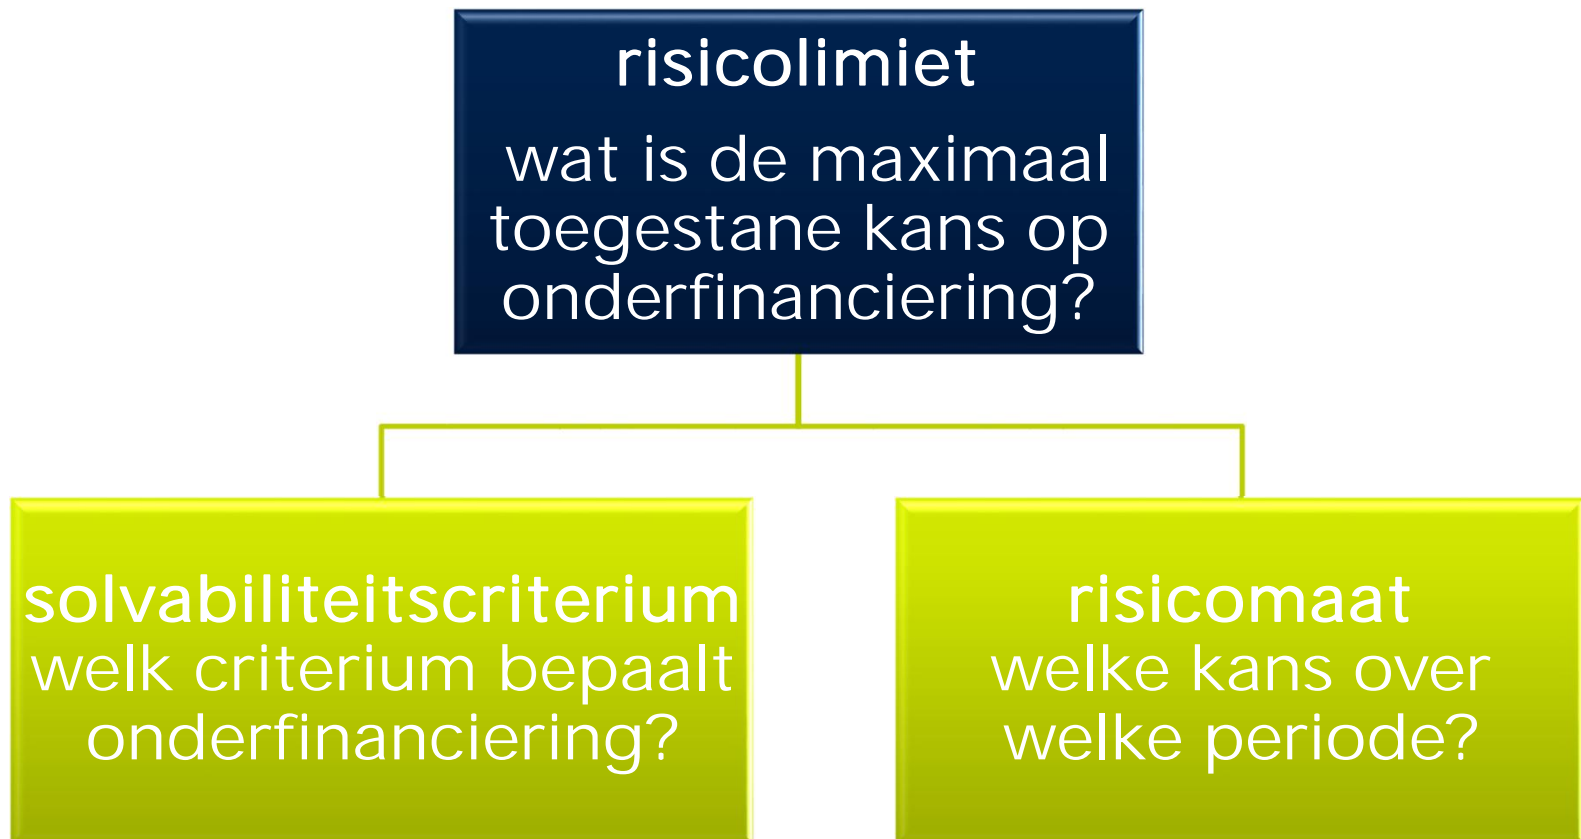 risicolimiet
wat is de maximaal
toegestane kans op
onderfinanciering?
solvabiliteitscriterium
welk criterium bepaalt
onderfinanciering?
risicomaat
welke kans over
welke periode?